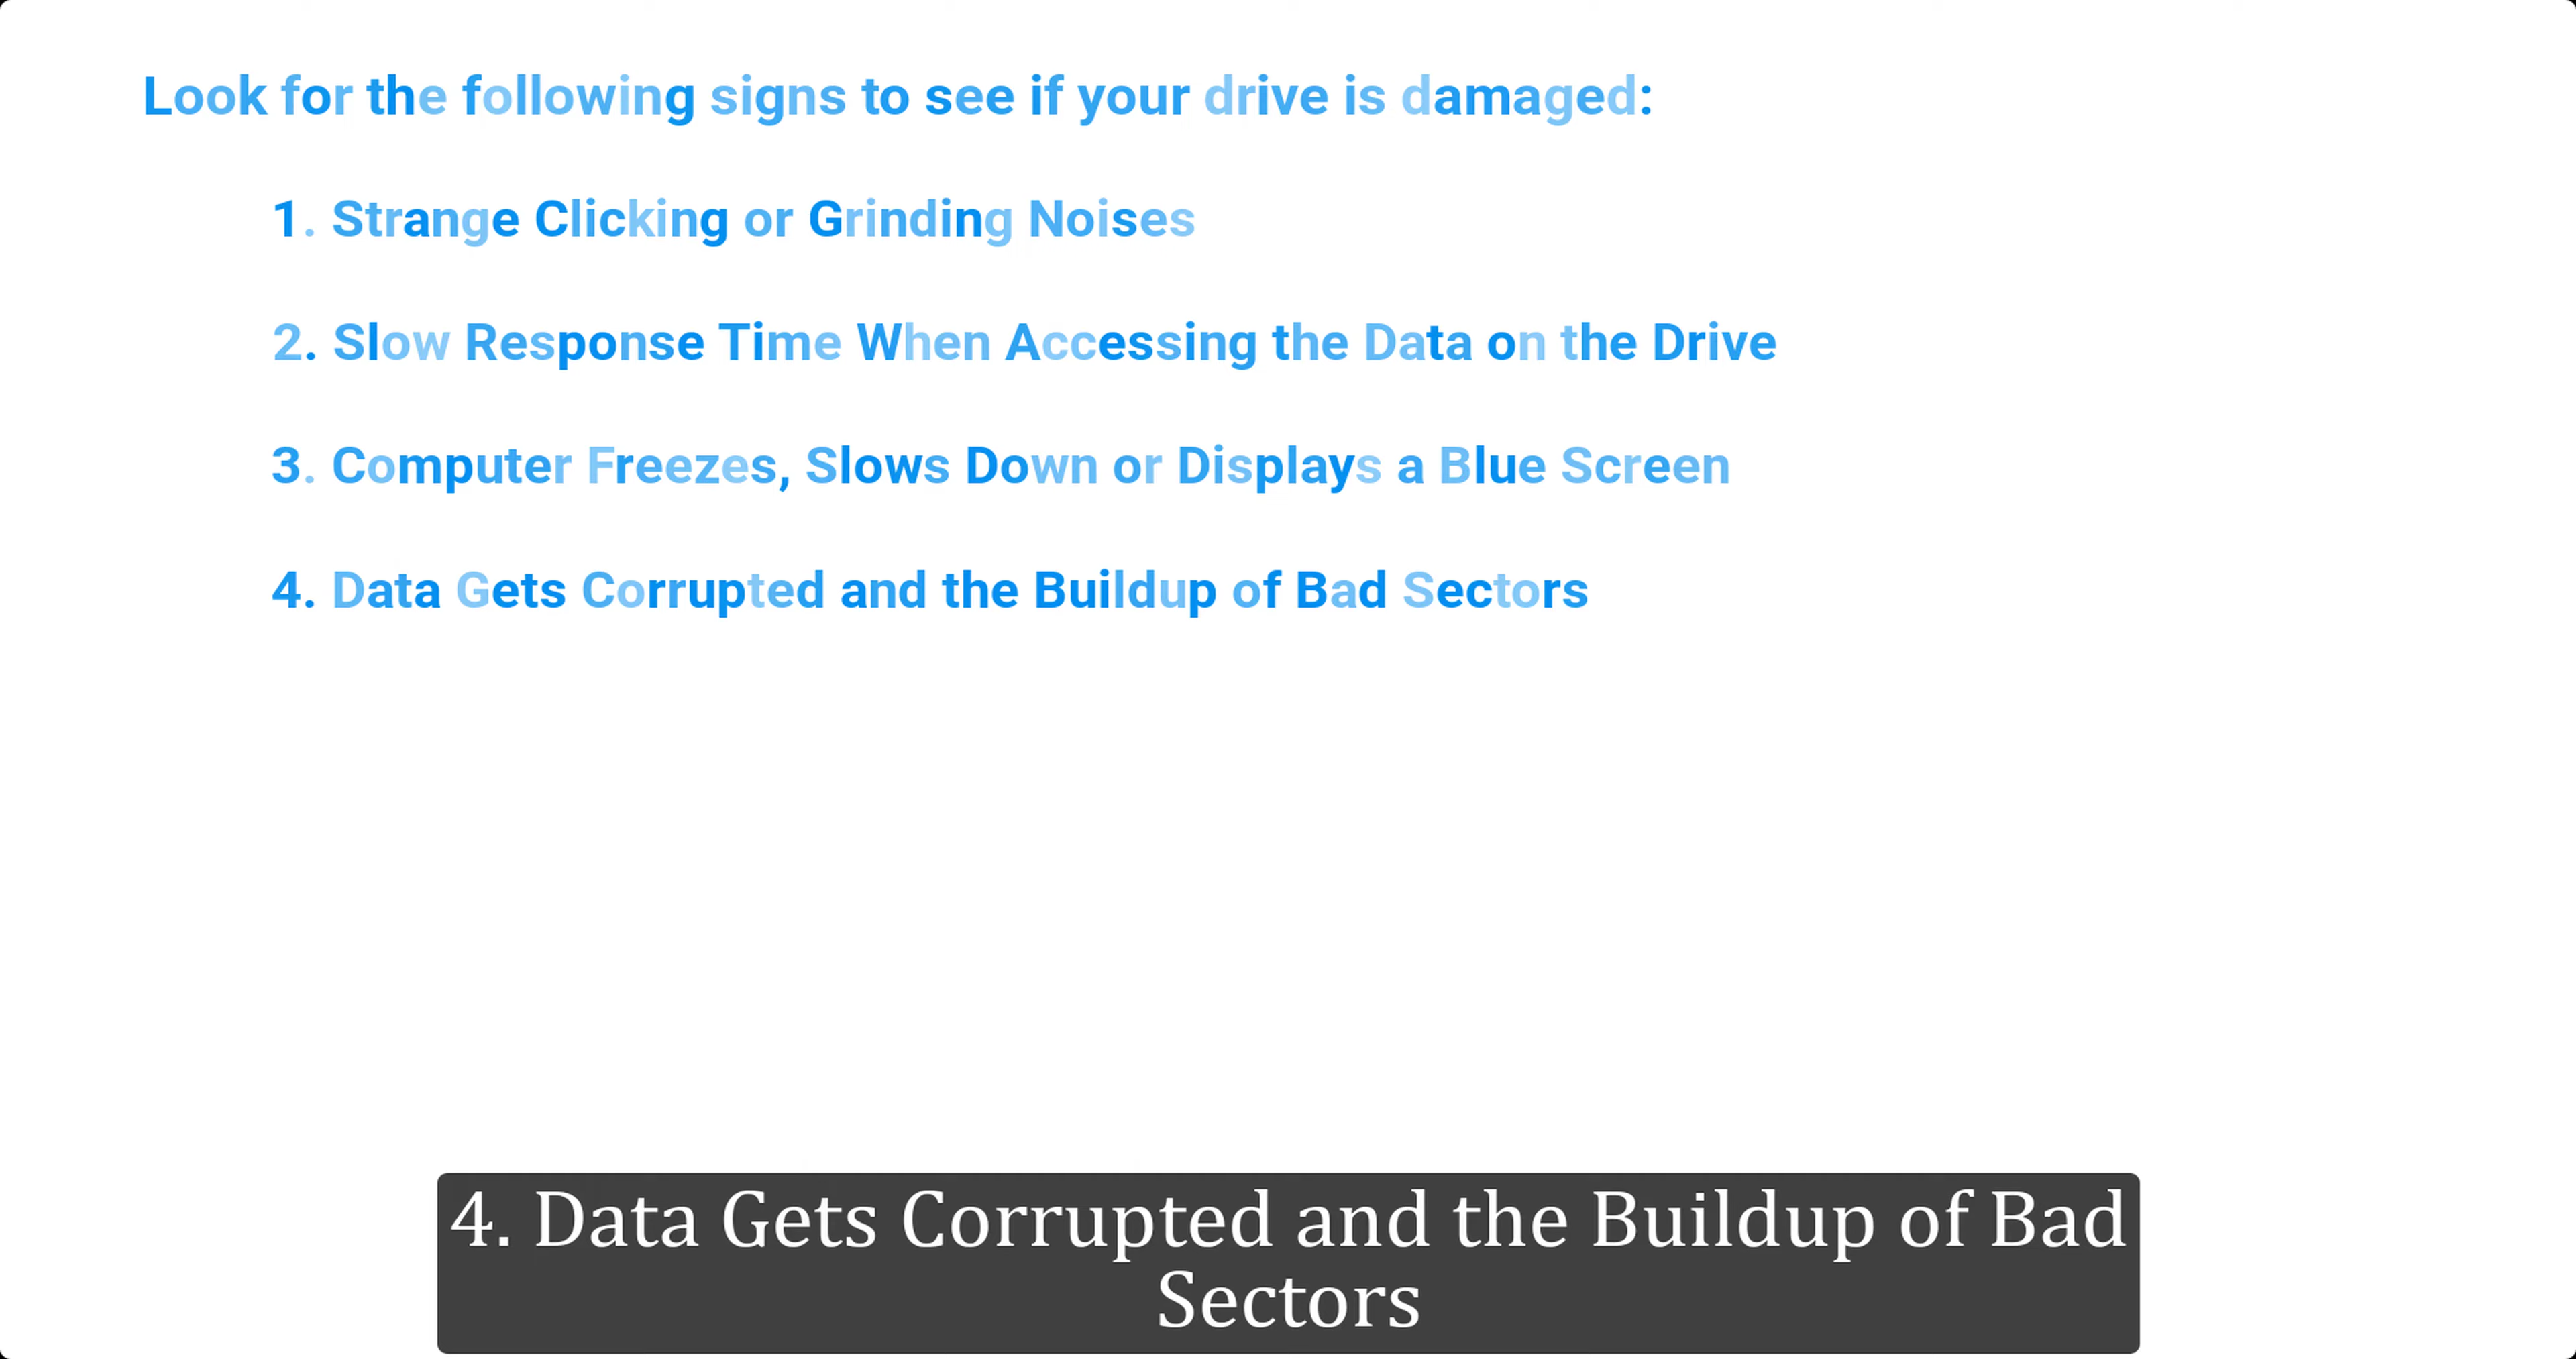 Look for the following signs to see if your drive is damaged:
1. Strange Clicking or Grinding Noises
2. Slow Response Time When Accessing the Data on the Drive
3. Computer Freezes, Slows Down or Displays a Blue Screen
4. Data Gets Corrupted and the Buildup of Bad Sectors
4. Data Gets Corrupted and the Buildup of Bad
Sectors